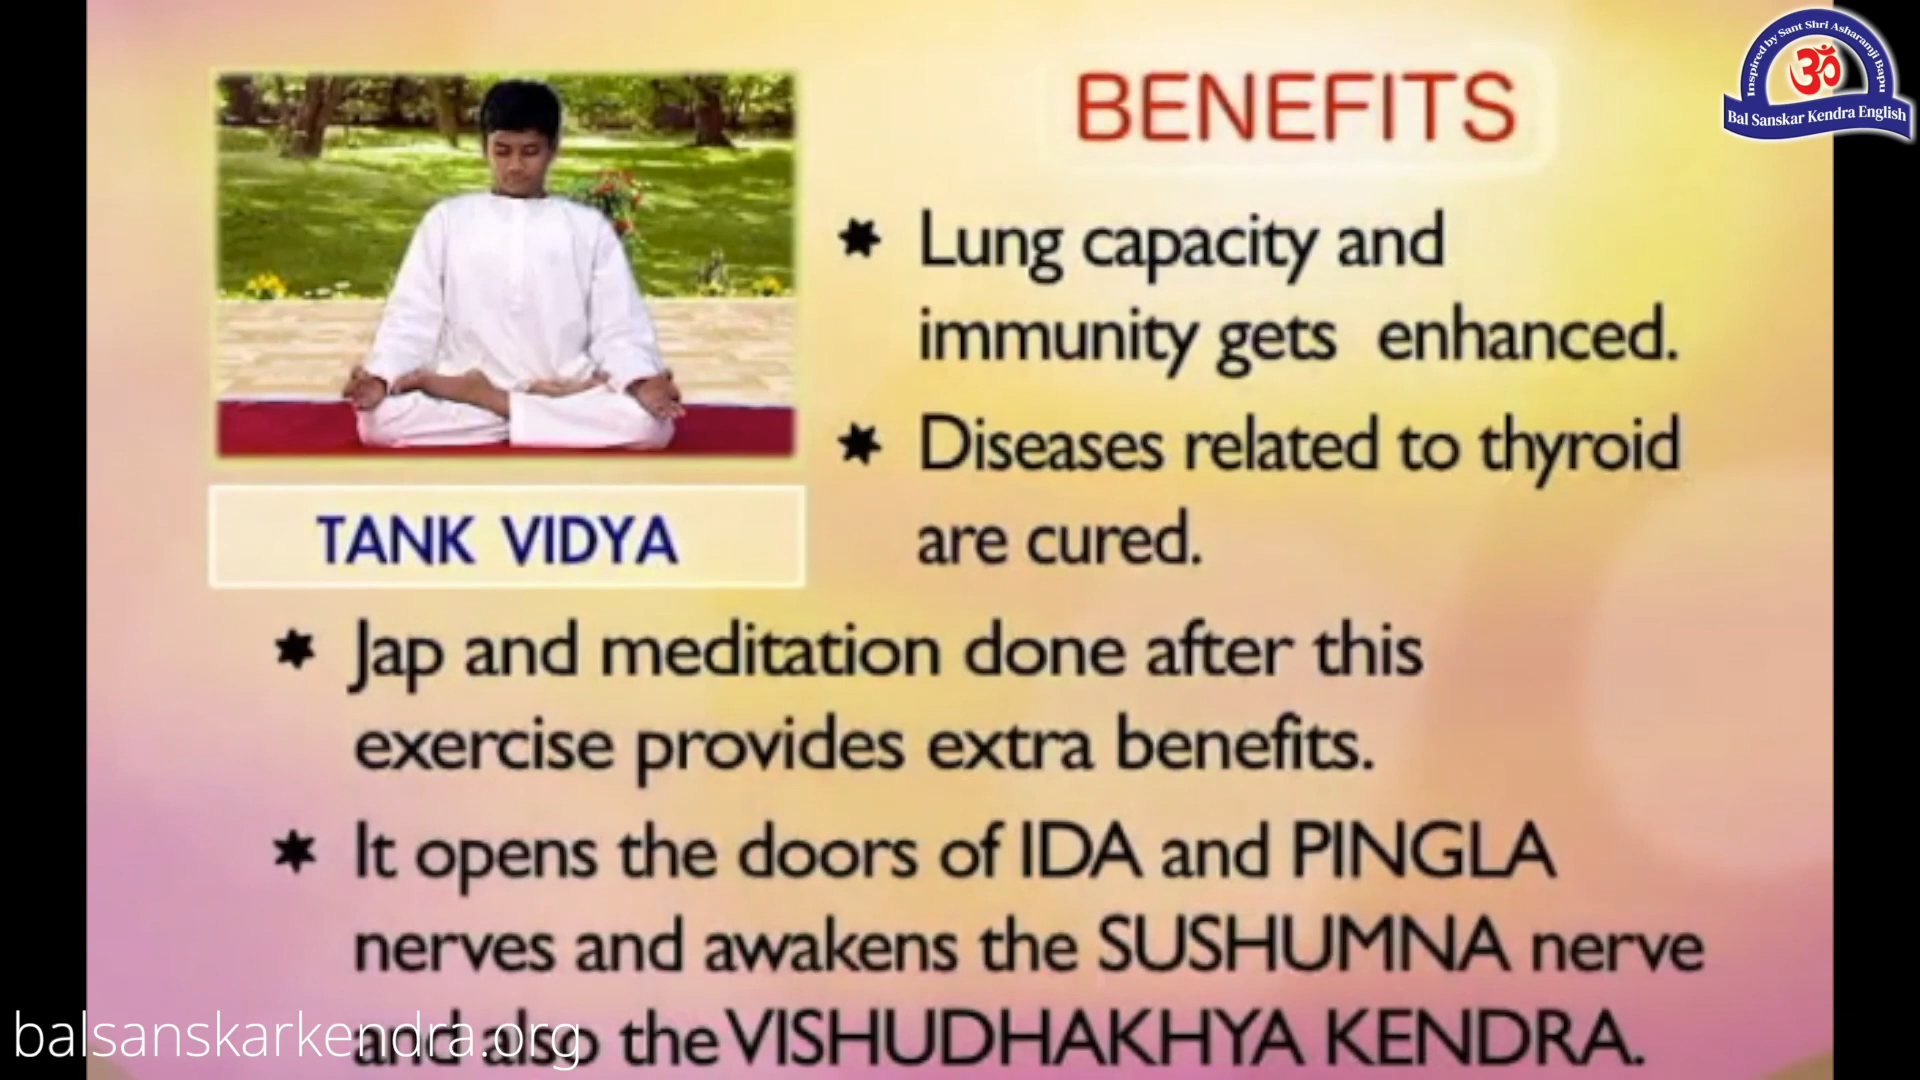 BENEFITS
Inspired by Sant Shri Asharamji Bapu
ॐ
Bal Sanskar Kendra English
* Lung capacity and
immunity gets enhanced.
* Diseases related to thyroid
are cured.
TANK VIDYA
* Jap and meditation done after this
exercise provides extra benefits.
* It opens the doors of IDA and PINGLA
nerves and awakens the SUSHUMNA nerve
and also the VISHUDHAKHYA KENDRA.
balsanskarkendra.org